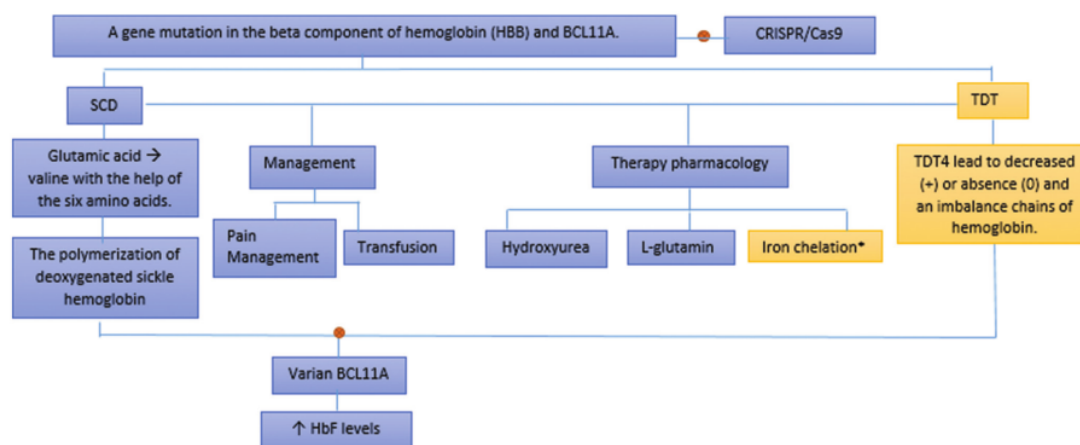 A gene mutation in the beta component of hemoglobin (HBB) and BCL11A.
CRISPR/Cas9
SCD
TDT
Glutamic acid →
valine with the help of
the six amino acids.
Management
Therapy pharmacology
TDT4 lead to decreased
(+) or absence (0) and
an imbalance chains of
hemoglobin.
Pain
Management
Transfusion
Hydroxyurea
L-glutamin
Iron chelation*
The polymerization of
deoxygenated sickle
hemoglobin
Varian BCL11A
↑ HbF levels